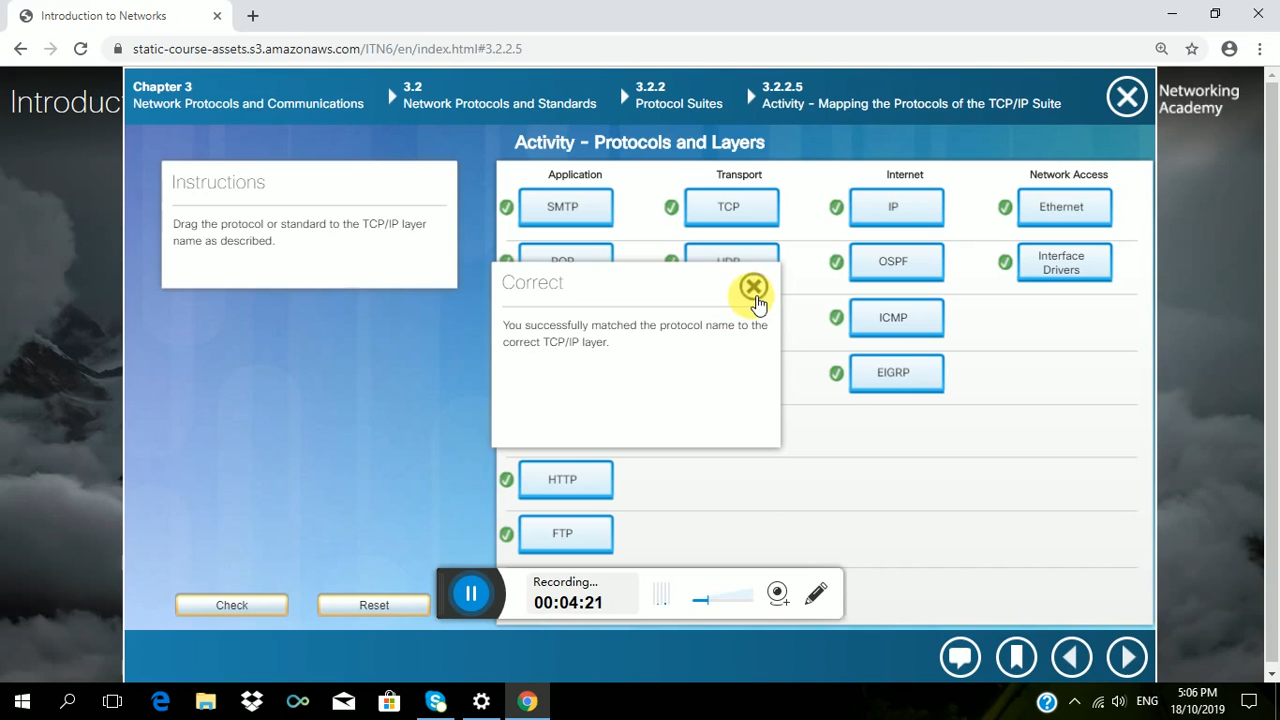 Introduction to Networks
static-course-assets.s3.amazonaws.com/ITN6/en/index.html#3.2.2.5
Introduc
Networking
Academy
Chapter 3
Network Protocols and Communications
3.2
Network Protocols and Standards
3.2.2
Protocol Suites
3.2.2.5
Activity - Mapping the Protocols of the TCP/IP Suite
Activity - Protocols and Layers
Instructions
Drag the protocol or standard to the TCP/IP layer
name as described.
Application Transport Internet Network Access
SMTP TCP IP Ethernet
POP UDP OSPF Interface
Drivers
Correct
You successfully matched the protocol name to the
correct TCP/IP layer.
ICMP
EIGRP
HTTP
FTP
Check Reset
Recording...
00:04:21
ENG
5:06 PM
18/10/2019